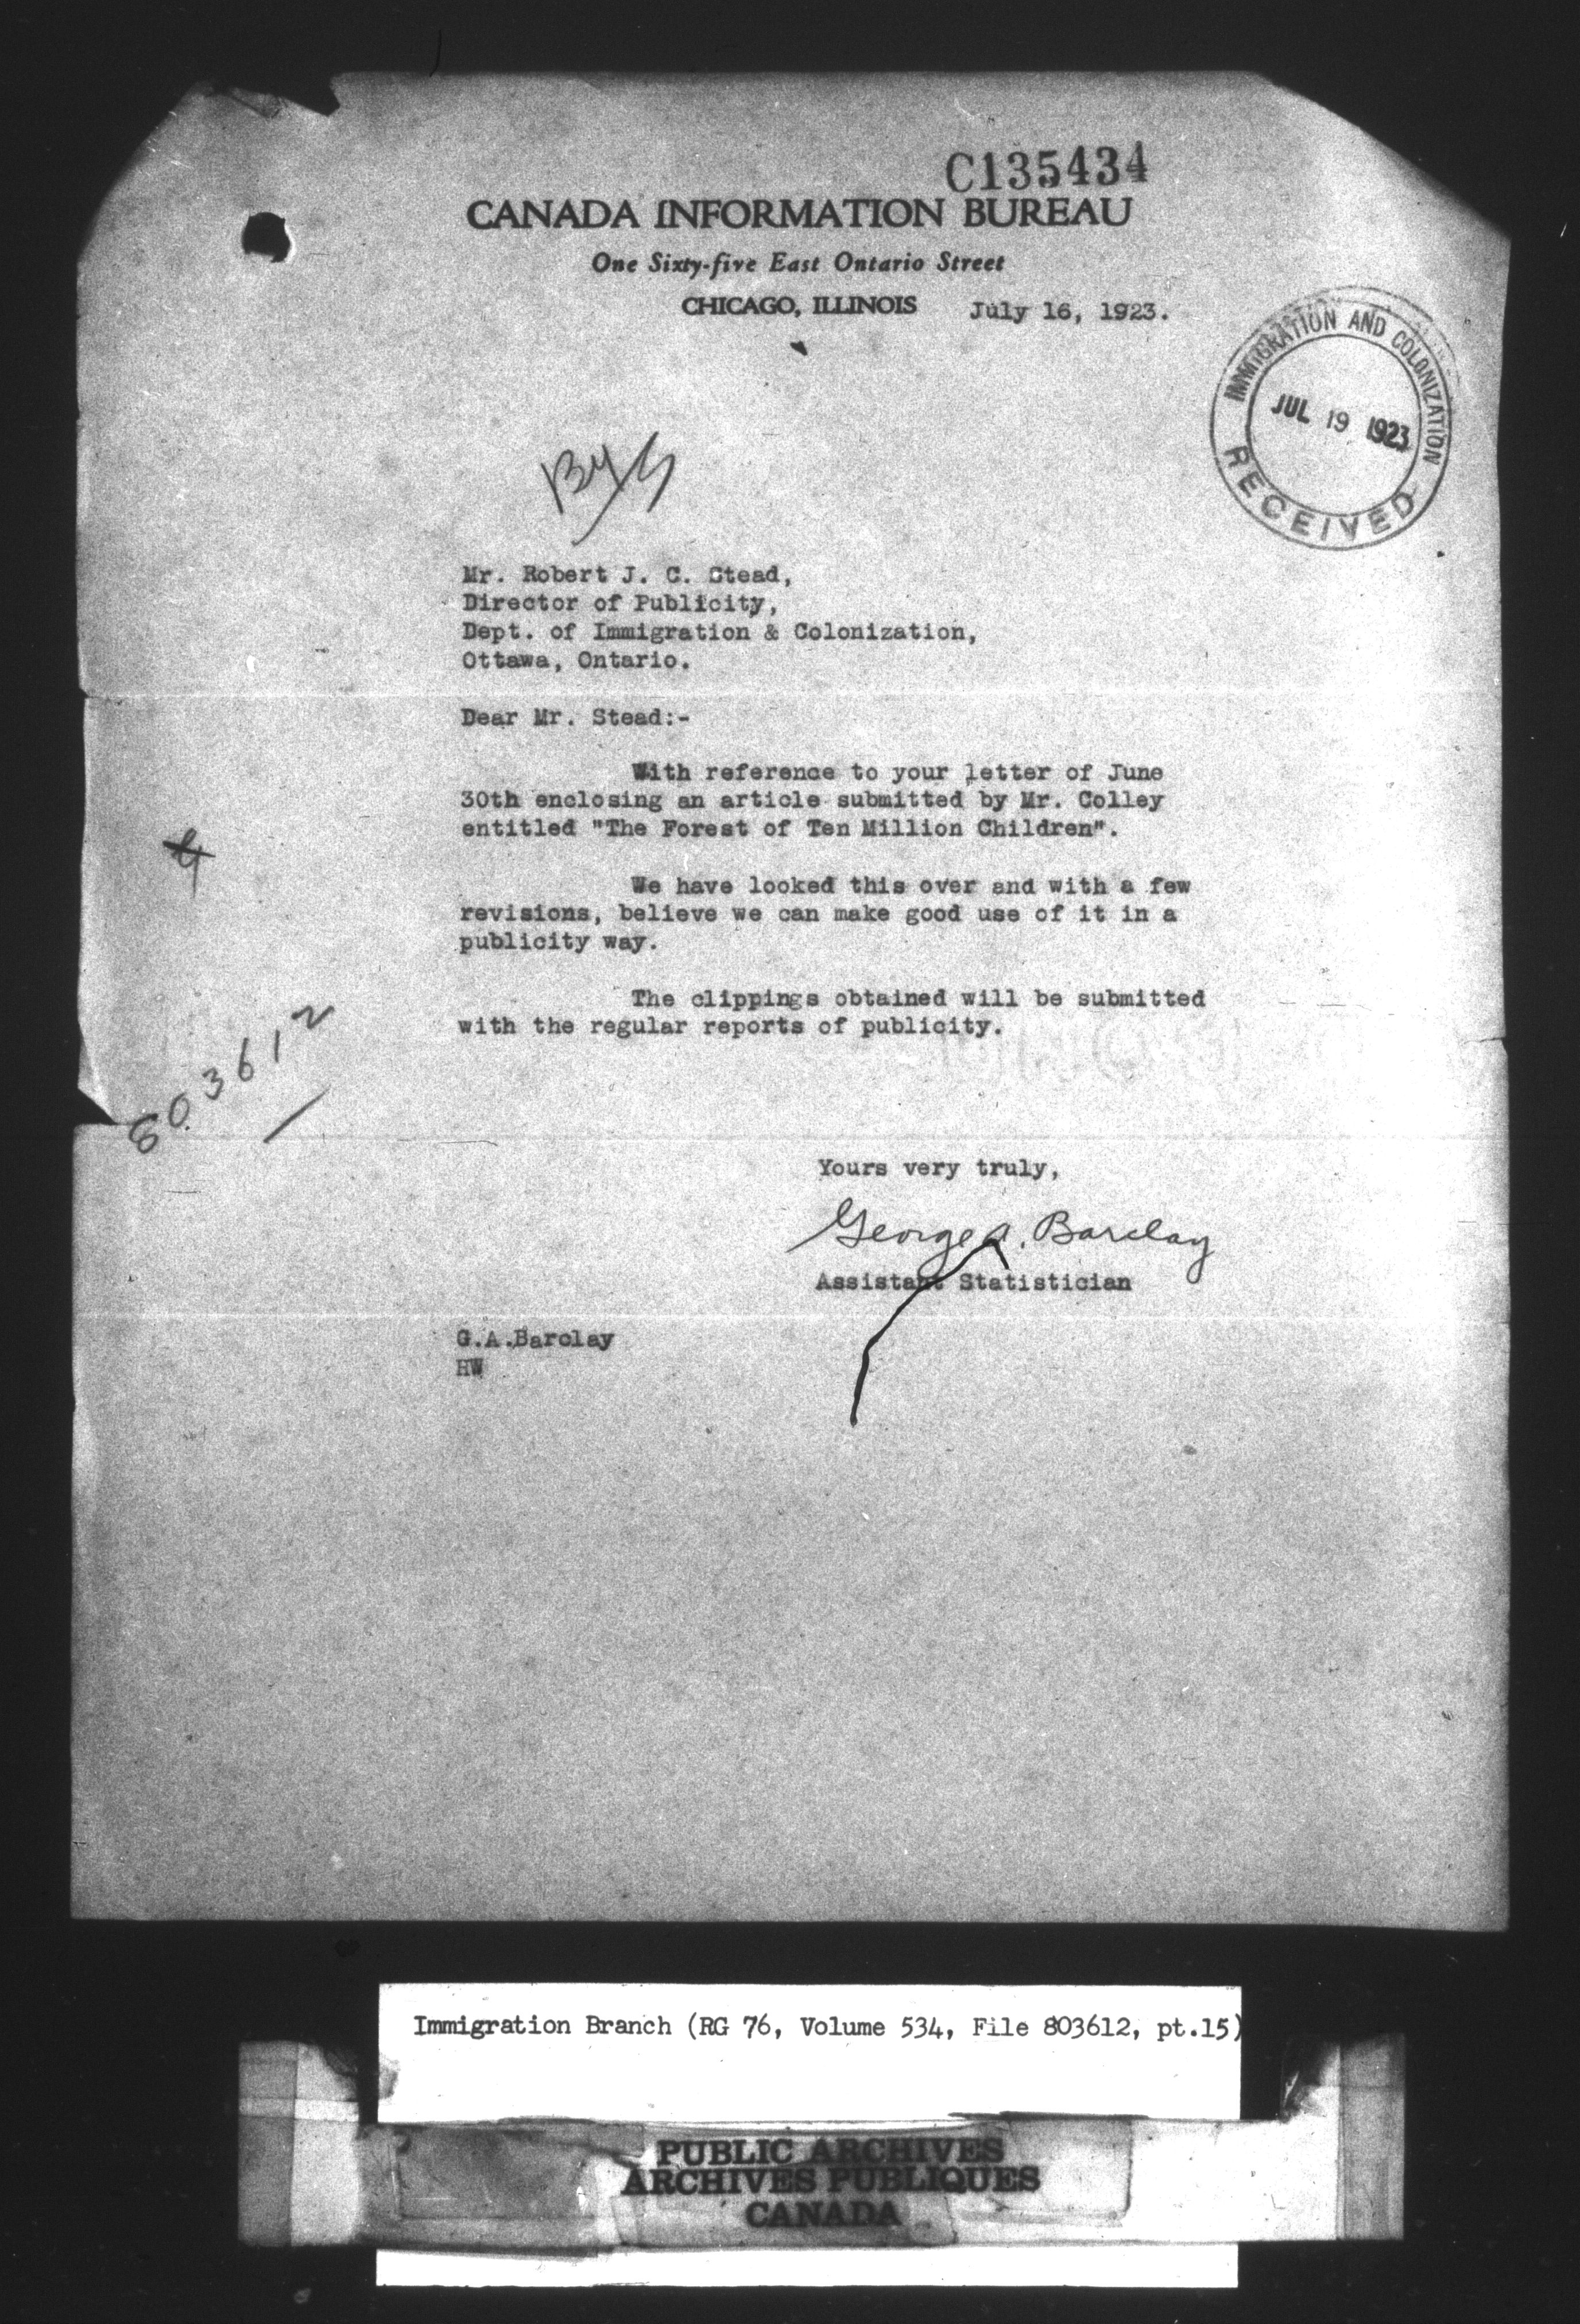 C135434
CANADA INFORMATION BUREAU
One Sixty-five East Ontario Street
CHICAGO, ILLINOIS July 16, 1923.
IMMIGRATION AND COLONIZATION
JUL 19 1923
RECEIVED
Mr. Robert J. C. Stead,
Director of Publicity,
Dept. of Immigration & Colonization,
Ottawa, Ontario.
Dear Mr. Stead:-
With reference to your letter of June
30th enclosing an article submitted by Mr. Colley
entitled "The Forest of Ten Million Children".
We have looked this over and with a few
revisions, believe we can make good use of it in a
publicity way.
The clippings obtained will be submitted
with the regular reports of publicity.
803612
Yours very truly,
George A. Barclay
Assistant Statistician
G.A.Barclay
HW
Immigration Branch (RG 76, Volume 534, File 803612, pt.15)
PUBLIC ARCHIVES
ARCHIVES PUBLIQUES
CANADA